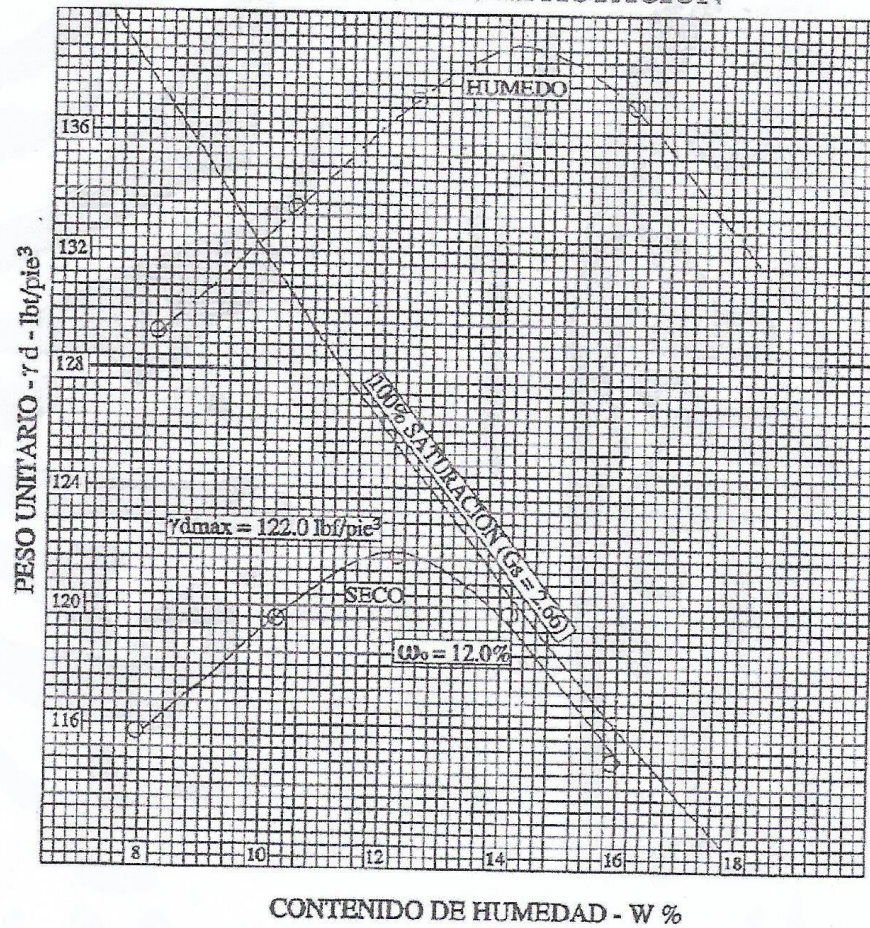 HUMEDO
136
132
128
100% SATURACION (Gs = 2.66)
124
γdmax = 122.0 lbf/pie³
120
SECO
ω₀ = 12.0%
116
8 10 12 14 16 18
PESO UNITARIO - γd - lbf/pie³
CONTENIDO DE HUMEDAD - W %